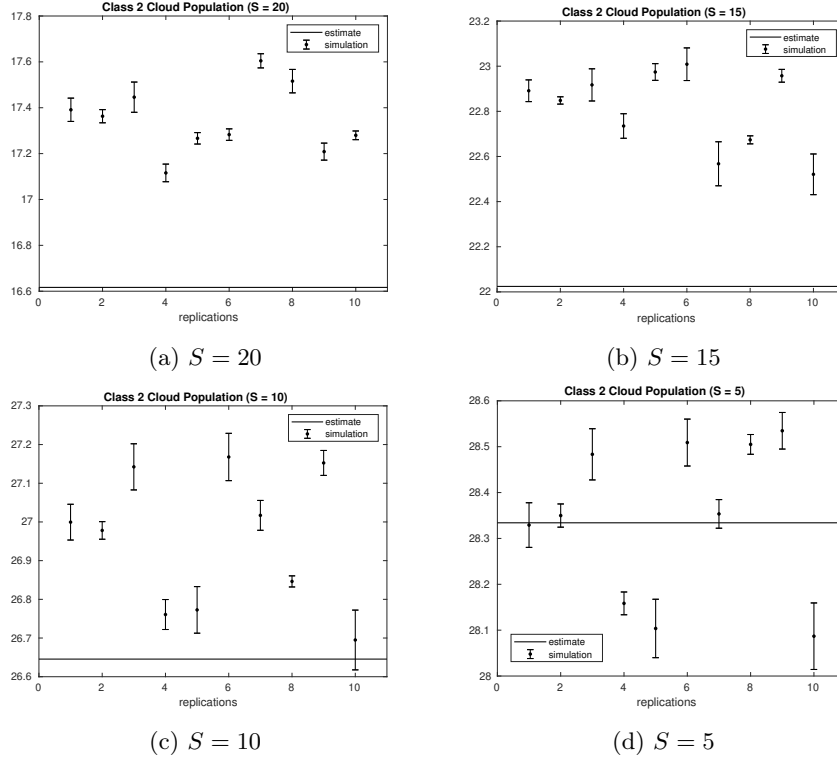 Class 2 Cloud Population (S = 20)
17.8
17.6
17.4
17.2
17
16.8
16.6
0 2 4 6 8 10
replications
estimate
simulation
(a) S = 20
Class 2 Cloud Population (S = 15)
23.2
23
22.8
22.6
22.4
22.2
22
0 2 4 6 8 10
replications
estimate
simulation
(b) S = 15
Class 2 Cloud Population (S = 10)
27.3
27.2
27.1
27
26.9
26.8
26.7
26.6
0 2 4 6 8 10
replications
estimate
simulation
(c) S = 10
Class 2 Cloud Population (S = 5)
28.6
28.5
28.4
28.3
28.2
28.1
28
0 2 4 6 8 10
replications
estimate
simulation
(d) S = 5